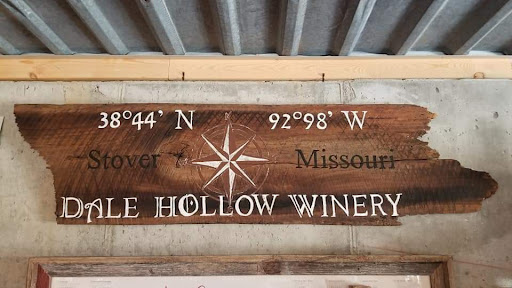 38°44' N 92°98' W
Stover Missouri
DALE HOLLOW WINERY